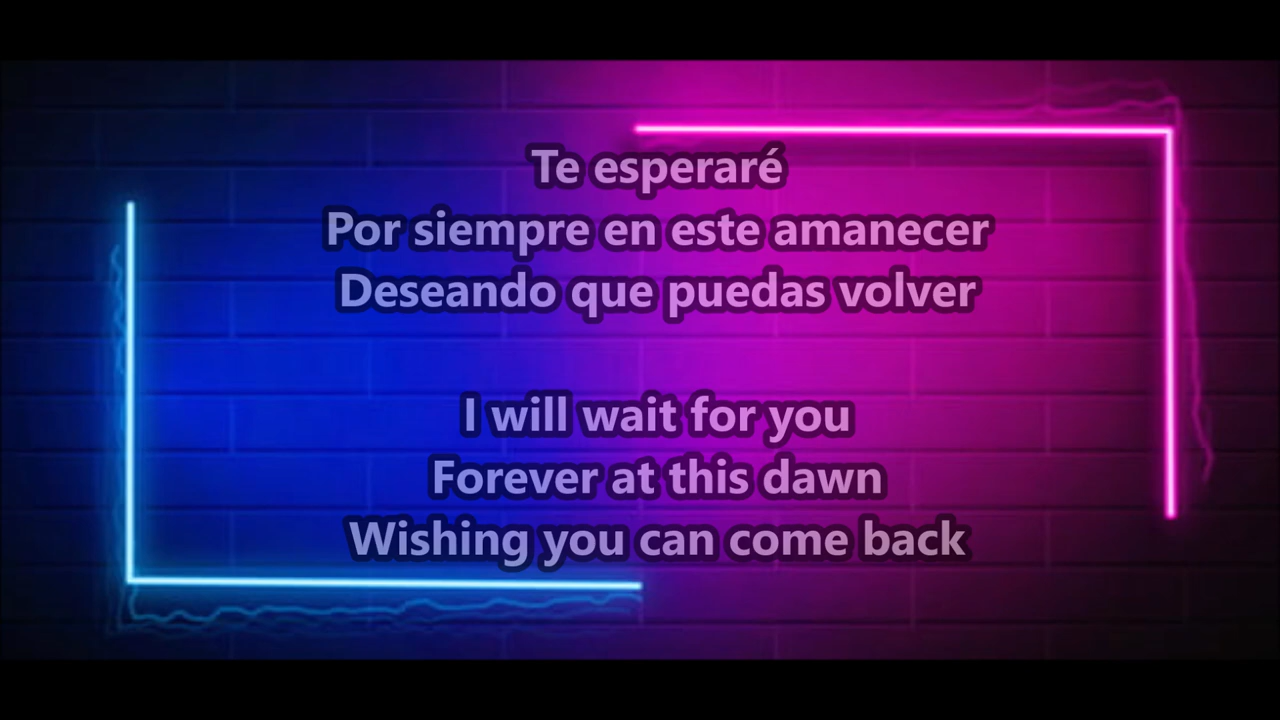 Te esperaré
Por siempre en este amanecer
Deseando que puedas volver
I will wait for you
Forever at this dawn
Wishing you can come back